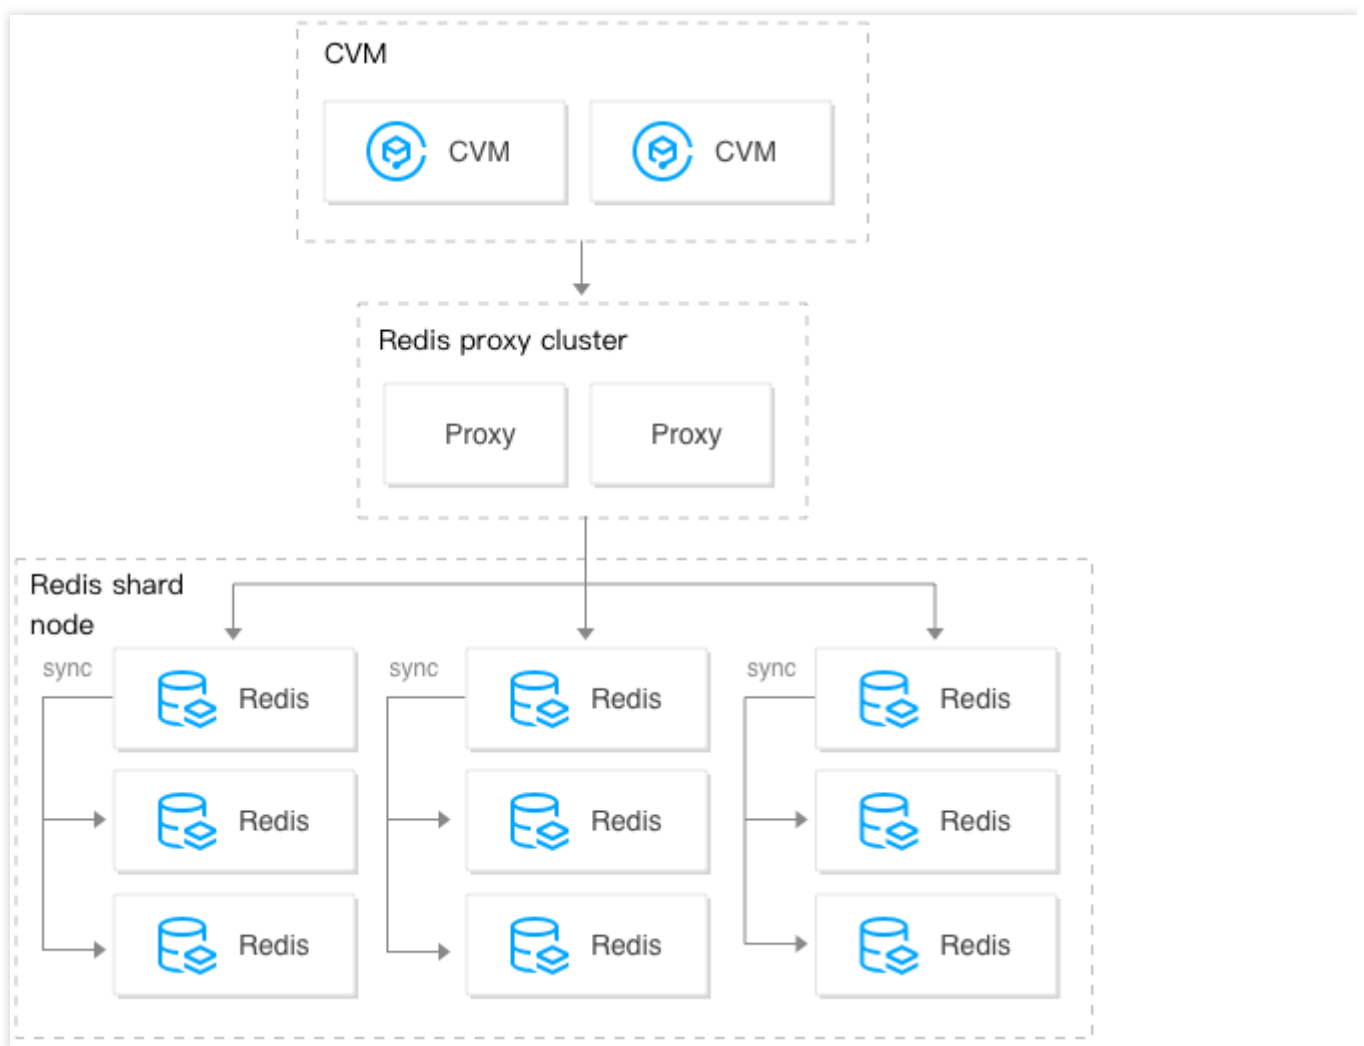 CVM
CVM CVM
Redis proxy cluster
Proxy Proxy
Redis shard
node
sync sync sync
Redis Redis Redis
Redis Redis Redis
Redis Redis Redis